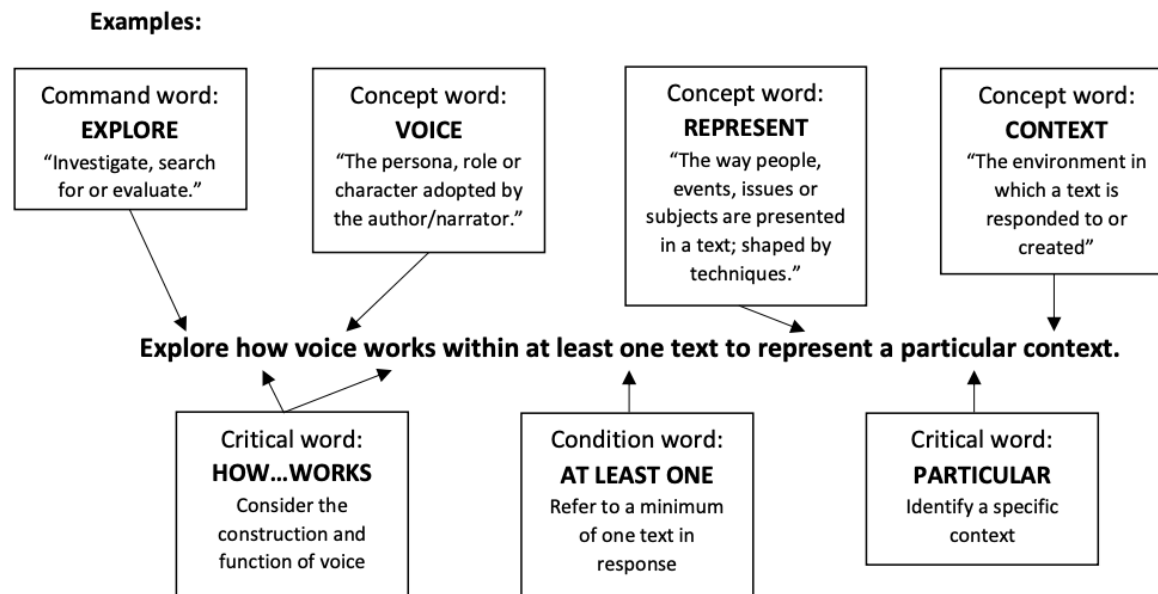 Examples:
Command word:
EXPLORE
“Investigate, search
for or evaluate.”
Concept word:
VOICE
“The persona, role or
character adopted by
the author/narrator.”
Concept word:
REPRESENT
“The way people,
events, issues or
subjects are presented
in a text; shaped by
techniques.”
Concept word:
CONTEXT
“The environment in
which a text is
responded to or
created”
Explore how voice works within at least one text to represent a particular context.
Critical word:
HOW...WORKS
Consider the
construction and
function of voice
Condition word:
AT LEAST ONE
Refer to a minimum
of one text in
response
Critical word:
PARTICULAR
Identify a specific
context